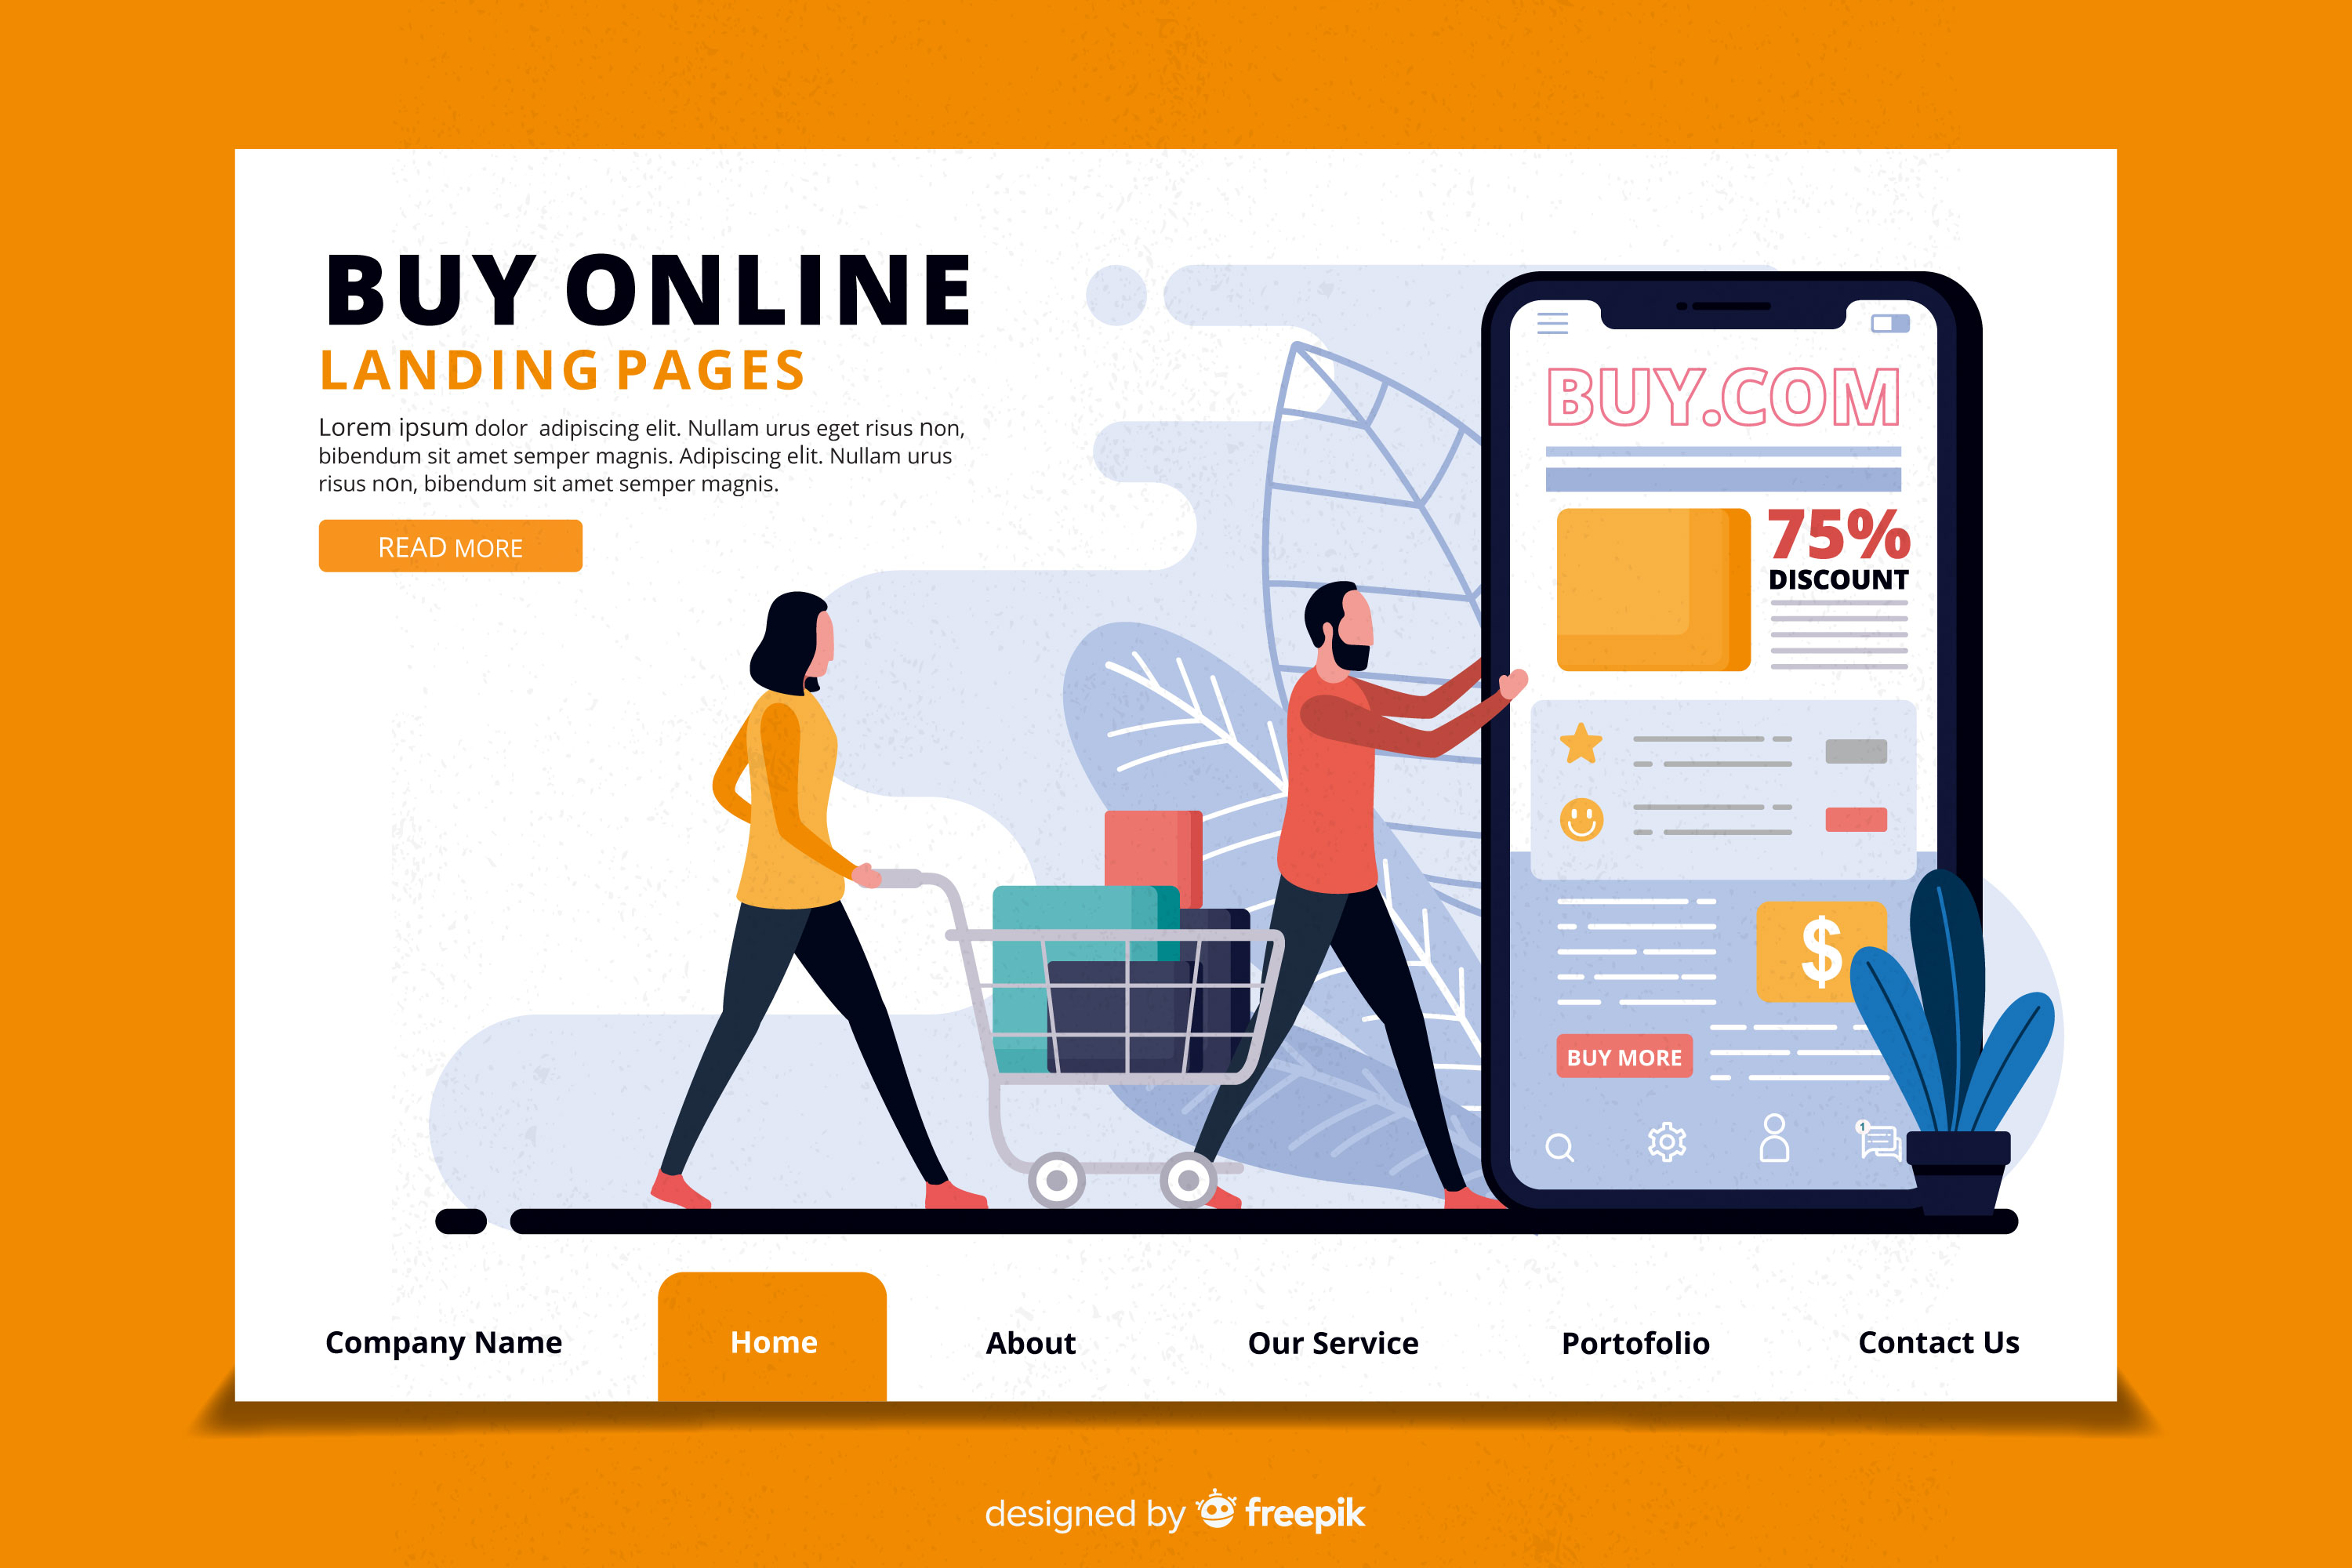 BUY ONLINE
LANDING PAGES
Lorem ipsum dolor adipiscing elit. Nullam urus eget risus non,
bibendum sit amet semper magnis. Adipiscing elit. Nullam urus
risus non, bibendum sit amet semper magnis.
READ MORE
BUY.COM
75%
DISCOUNT
$
BUY MORE
1
Company Name
Home
About
Our Service
Portofolio
Contact Us
designed by freepik